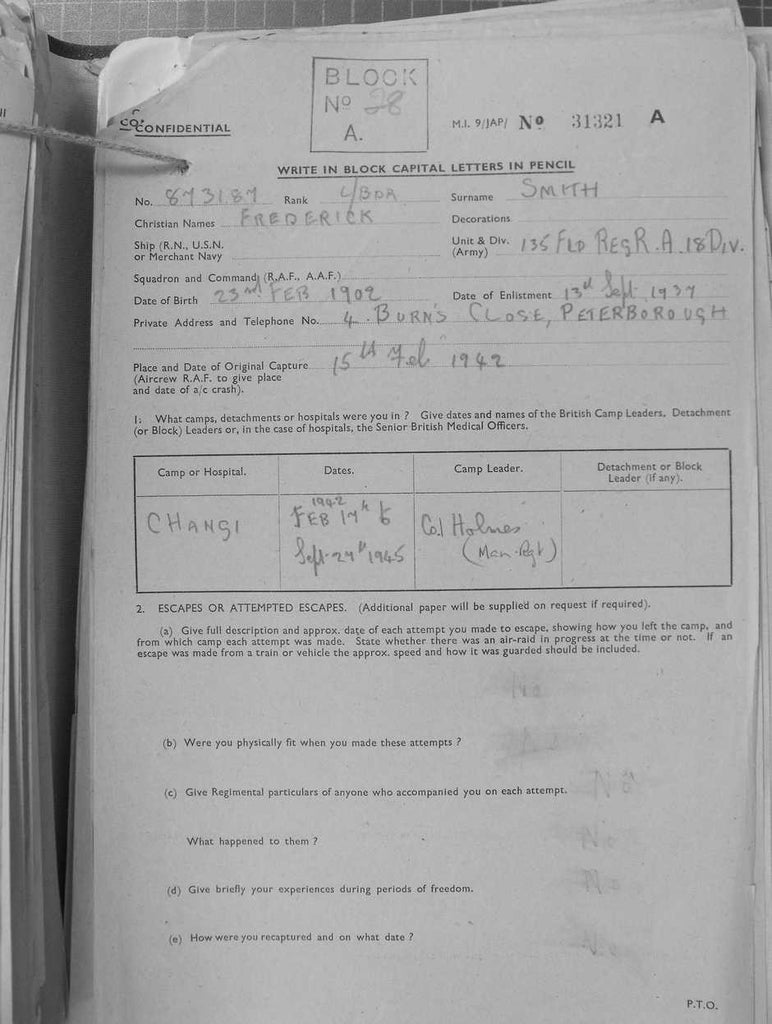 BLOCK
Nº 28
A.
CONFIDENTIAL
M.I. 9/JAP/ Nº 31321 A
WRITE IN BLOCK CAPITAL LETTERS IN PENCIL
No. 873187 Rank L/BDR Surname SMITH
Christian Names FREDERICK Decorations
Ship (R.N., U.S.N. or Merchant Navy
Unit & Div. (Army) 135 FLD REG R.A. 18 DIV.
Squadron and Command (R.A.F., A.A.F.)
Date of Birth 23rd FEB 1902 Date of Enlistment 13th Sept 1937
Private Address and Telephone No. 4. BURNS CLOSE, PETERBOROUGH
Place and Date of Original Capture 15th Feb 1942
(Aircrew R.A.F. to give place
and date of a/c crash).
1: What camps, detachments or hospitals were you in ? Give dates and names of the British Camp Leaders, Detachment
(or Block) Leaders or, in the case of hospitals, the Senior British Medical Officers.
Camp or Hospital. Dates. Camp Leader. Detachment or Block Leader (if any).
CHANGI
1942
FEB 17th to
Sept-27th 1945
Col Holmes
(Man-Rgt)
2. ESCAPES OR ATTEMPTED ESCAPES. (Additional paper will be supplied on request if required).
(a) Give full description and approx. date of each attempt you made to escape, showing how you left the camp, and
from which camp each attempt was made. State whether there was an air-raid in progress at the time or not. If an
escape was made from a train or vehicle the approx. speed and how it was guarded should be included.
(b) Were you physically fit when you made these attempts ?
(c) Give Regimental particulars of anyone who accompanied you on each attempt.
What happened to them ?
(d) Give briefly your experiences during periods of freedom.
(e) How were you recaptured and on what date ?
P.T.O.